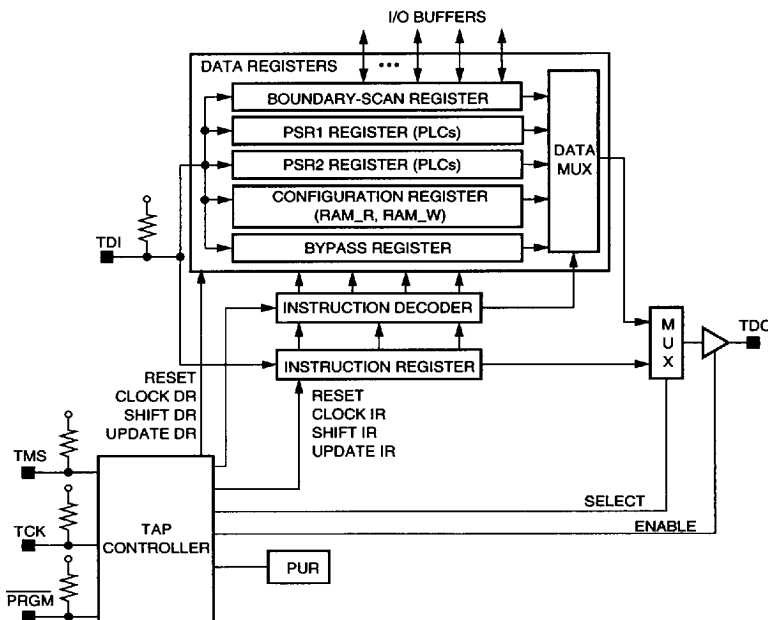 I/O BUFFERS
DATA REGISTERS
BOUNDARY-SCAN REGISTER
PSR1 REGISTER (PLCs)
PSR2 REGISTER (PLCs)
CONFIGURATION REGISTER
(RAM_R, RAM_W)
BYPASS REGISTER
DATA
MUX
TDI
INSTRUCTION DECODER
INSTRUCTION REGISTER
M
U
X
TDO
RESET
CLOCK DR
SHIFT DR
UPDATE DR
RESET
CLOCK IR
SHIFT IR
UPDATE IR
TMS
TCK
PRGM
TAP
CONTROLLER
SELECT
ENABLE
PUR